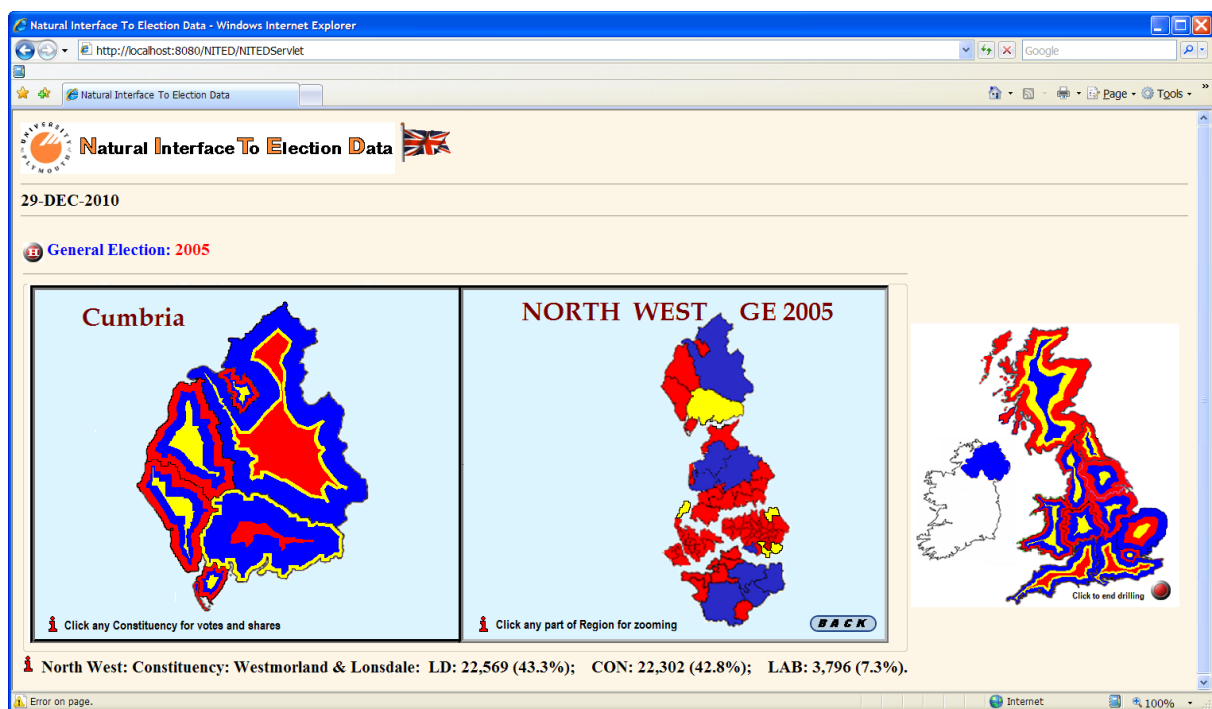 Natural Interface To Election Data - Windows Internet Explorer
http://localhost:8080/NITED/NITEDServlet
Google
Natural Interface To Election Data
Page
Tools
»
UNIVERSITY OF PLYMOUTH
Natural Interface To Election Data
29-DEC-2010
H General Election: 2005
Cumbria
NORTH WEST GE 2005
i Click any Constituency for votes and shares
i Click any part of Region for zooming
BACK
Click to end drilling
i North West: Constituency: Westmorland & Lonsdale: LD: 22,569 (43.3%); CON: 22,302 (42.8%); LAB: 3,796 (7.3%).
Error on page.
Internet
100%